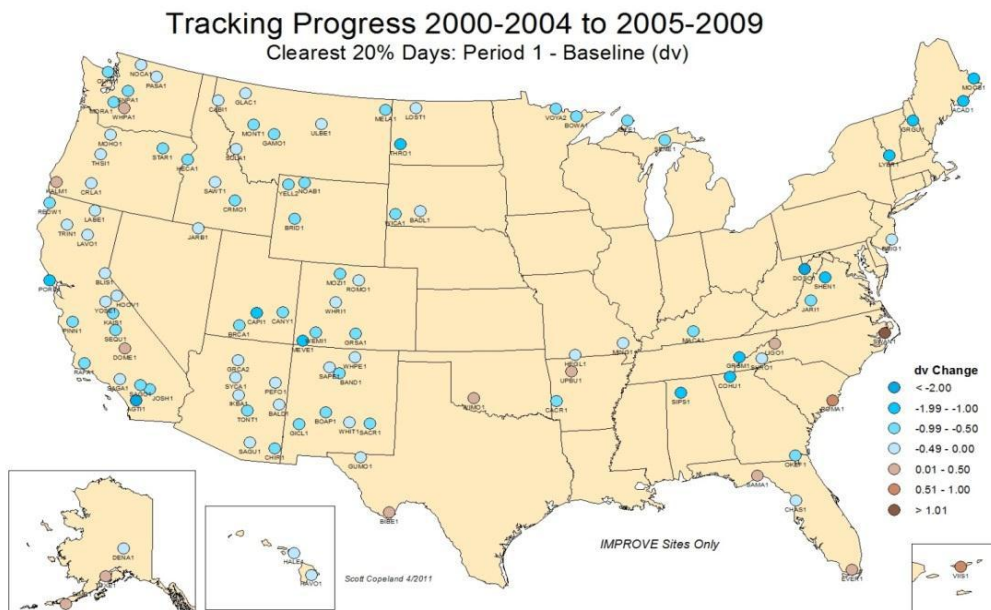 Tracking Progress 2000-2004 to 2005-2009
Clearest 20% Days: Period 1 - Baseline (dv)
NOCA1
PASA1
SNPA1
MORA1
WHPA1
MOHO1
THSI1
STAR1
HECA1
KALM1
CRLA1
REDW1
LABE1
TRIN1
LAVO1
CABI1
GLAC1
MONT1
GAMO1
ULBE1
SULA1
SAWT1
CRMO1
JARB1
MELA1
LOST1
THRO1
YELL2
NOAB1
BRID1
WICA1
BADL1
VOYA2
BOWA1
MOOS1
ACAD1
GRGU1
LYBR1
BRIG1
DOSO1
SHEN1
JARI1
BLIS1
HOOV1
YOSE1
KAIS1
PINN1
SEQU1
DOME1
RAFA1
SAGA1
SAGO1
JOSH1
AGTI1
MOZI1
ROMO1
WHRI1
CAPI1
CANY1
BRCA1
WEMI1
MEVE1
GRSA1
GRCA2
SYCA1
IKBA1
TONT1
PEFO1
BALD1
SAPE1
WHPE1
BAND1
GICL1
BOAP1
WHIT1
SACR1
SAGU1
CHIR1
GUMO1
BIBE1
WIMO1
HEGL1
UPBU1
MING1
CACR1
MACA1
LIGO1
GRSM1
COHU1
SIPS1
ROMA1
OKEF1
SAMA1
CHAS1
EVER1
dv Change
< -2.00
-1.99 - -1.00
-0.99 - -0.50
-0.49 - 0.00
0.01 - 0.50
0.51 - 1.00
> 1.01
DENA1
HALE1
HAVO1
VIIS1
Scott Copeland 4/2011
IMPROVE Sites Only